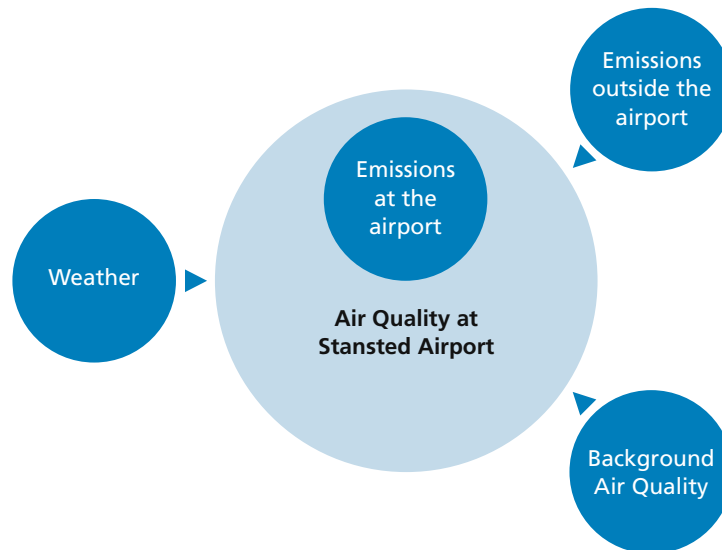 Emissions
outside the
airport
Emissions
at the
airport
Weather
Air Quality at
Stansted Airport
Background
Air Quality